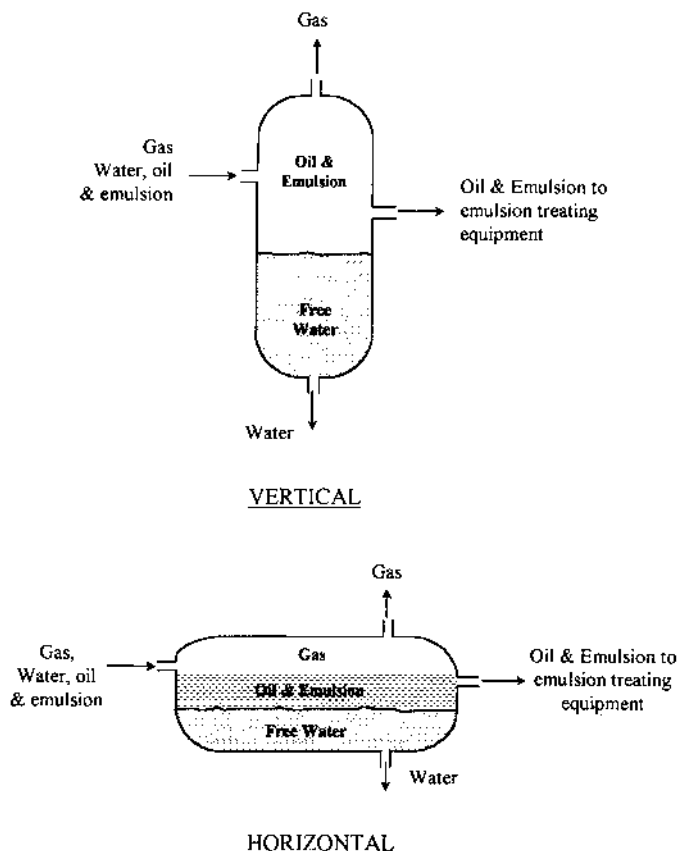 Gas
Gas
Water, oil
& emulsion
Oil &
Emulsion
Oil & Emulsion to
emulsion treating
equipment
Free
Water
Water
VERTICAL
Gas
Gas,
Water, oil
& emulsion
Gas
Oil & Emulsion
Free Water
Oil & Emulsion to
emulsion treating
equipment
Water
HORIZONTAL